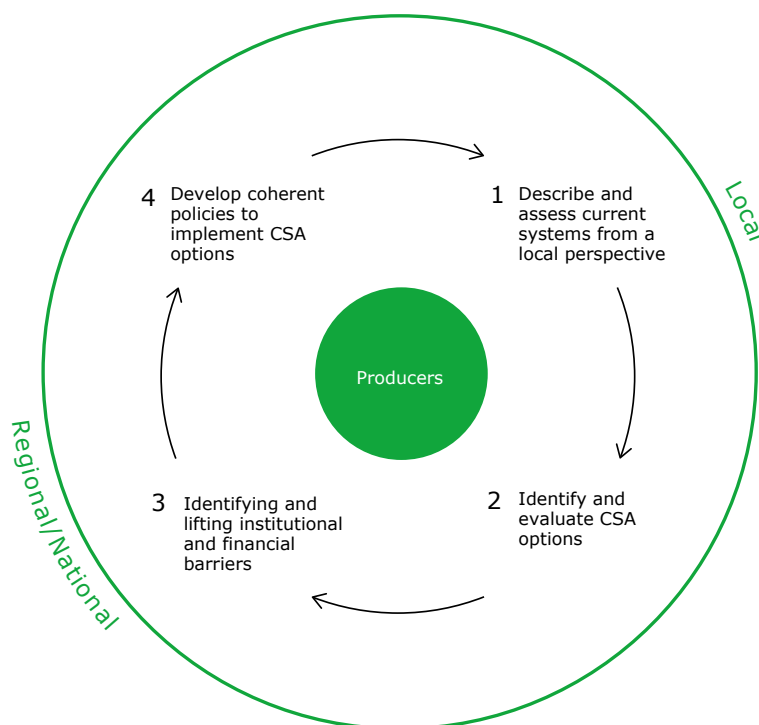 4 Develop coherent
policies to
implement CSA
options
1 Describe and
assess current
systems from a
local perspective
Local
Producers
Regional/National
3 Identifying and
lifting institutional
and financial
barriers
2 Identify and
evaluate CSA
options